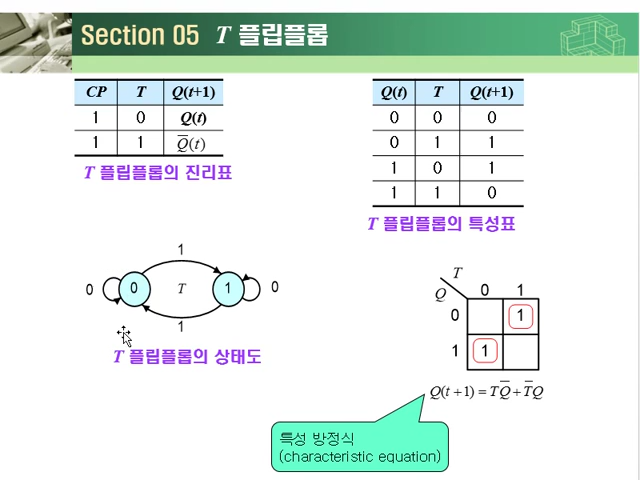 Section 05 T 플립플롭
CP T Q(t+1)
1 0 Q(t)
1 1 Q̅(t)
T 플립플롭의 진리표
Q(t) T Q(t+1)
0 0 0
0 1 1
1 0 1
1 1 0
T 플립플롭의 특성표
1
0 0 T 1 0
1
T 플립플롭의 상태도
T
Q 0 1
0 1
1 1
Q(t+1)=TQ̅+T̅Q
특성 방정식
(characteristic equation)